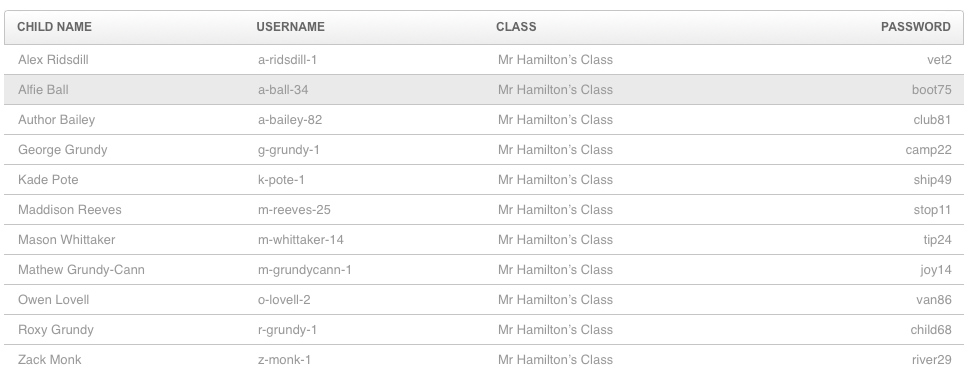 CHILD NAME USERNAME CLASS PASSWORD
Alex Ridsdill a-ridsdill-1 Mr Hamilton's Class vet2
Alfie Ball a-ball-34 Mr Hamilton's Class boot75
Author Bailey a-bailey-82 Mr Hamilton's Class club81
George Grundy g-grundy-1 Mr Hamilton's Class camp22
Kade Pote k-pote-1 Mr Hamilton's Class ship49
Maddison Reeves m-reeves-25 Mr Hamilton's Class stop11
Mason Whittaker m-whittaker-14 Mr Hamilton's Class tip24
Mathew Grundy-Cann m-grundycann-1 Mr Hamilton's Class joy14
Owen Lovell o-lovell-2 Mr Hamilton's Class van86
Roxy Grundy r-grundy-1 Mr Hamilton's Class child68
Zack Monk z-monk-1 Mr Hamilton's Class river29